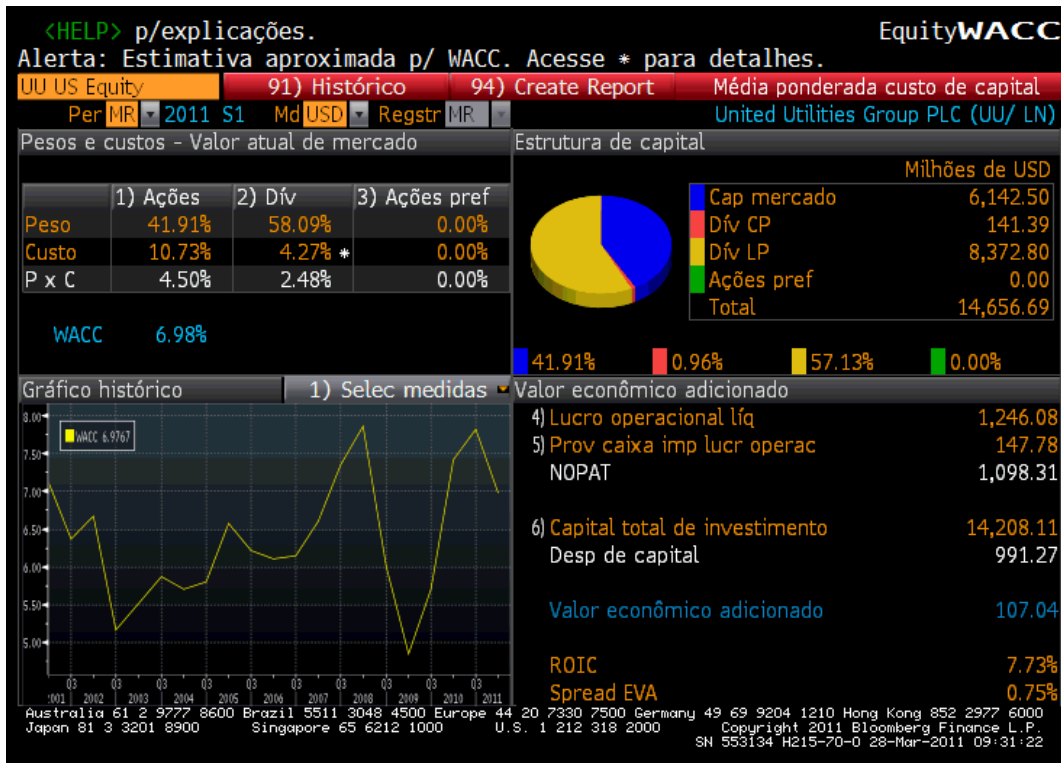 <HELP> p/explicações.
EquityWACC
Alerta: Estimativa aproximada p/ WACC. Acesse * para detalhes.
UU US Equity 91) Histórico 94) Create Report Média ponderada custo de capital
Per MR 2011 S1 Md USD Regstr MR United Utilities Group PLC (UU/ LN)
Pesos e custos - Valor atual de mercado
1) Ações 2) Dív 3) Ações pref
Peso 41.91% 58.09% 0.00%
Custo 10.73% 4.27% * 0.00%
P x C 4.50% 2.48% 0.00%
WACC 6.98%
Estrutura de capital
Milhões de USD
Cap mercado 6,142.50
Dív CP 141.39
Dív LP 8,372.80
Ações pref 0.00
Total 14,656.69
41.91% 0.96% 57.13% 0.00%
Gráfico histórico 1) Selec medidas
WACC 6.9767
8.00
7.50
7.00
6.50
6.00
5.50
5.00
Q3 Q3 Q3 Q3 Q3 Q3 Q3 Q3 Q3 Q3
2001 2002 2003 2004 2005 2006 2007 2008 2009 2010 2011
Valor econômico adicionado
4) Lucro operacional líq 1,246.08
5) Prov caixa imp lucr operac 147.78
NOPAT 1,098.31
6) Capital total de investimento 14,208.11
Desp de capital 991.27
Valor econômico adicionado 107.04
ROIC 7.73%
Spread EVA 0.75%
Australia 61 2 9777 8600 Brazil 5511 3048 4500 Europe 44 20 7330 7500 Germany 49 69 9204 1210 Hong Kong 852 2977 6000
Japan 81 3 3201 8900 Singapore 65 6212 1000 U.S. 1 212 318 2000 Copyright 2011 Bloomberg Finance L.P.
SN 553134 H215-70-0 28-Mar-2011 09:31:22